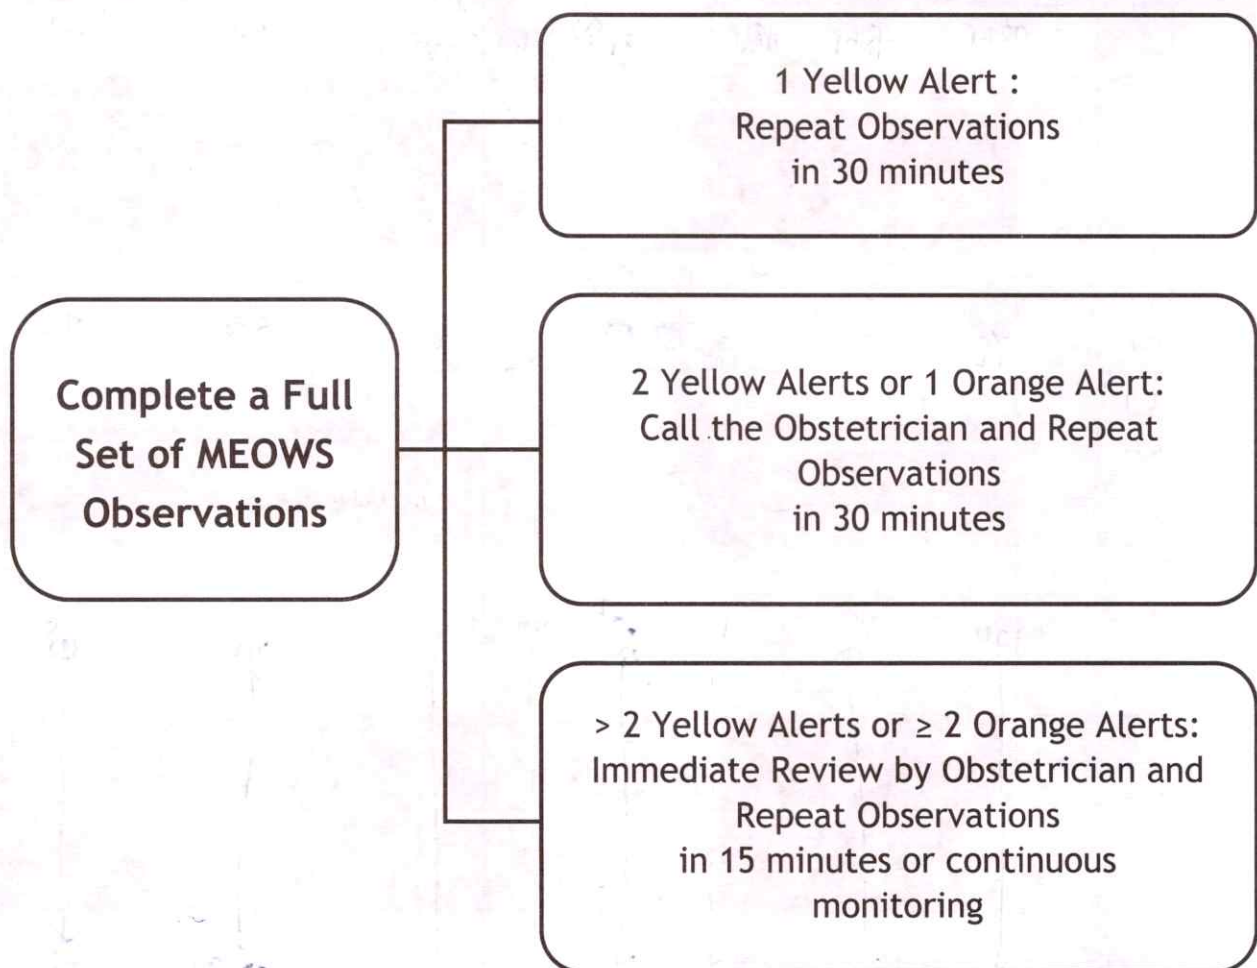 Complete a Full
Set of MEOWS
Observations
1 Yellow Alert :
Repeat Observations
in 30 minutes
2 Yellow Alerts or 1 Orange Alert:
Call the Obstetrician and Repeat
Observations
in 30 minutes
> 2 Yellow Alerts or ≥ 2 Orange Alerts:
Immediate Review by Obstetrician and
Repeat Observations
in 15 minutes or continuous
monitoring